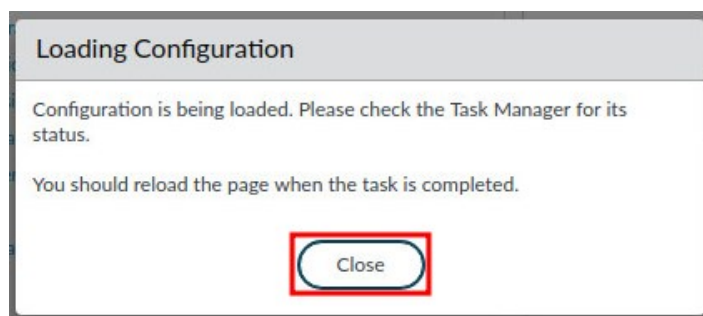 Loading Configuration
Configuration is being loaded. Please check the Task Manager for its
status.
You should reload the page when the task is completed.
Close